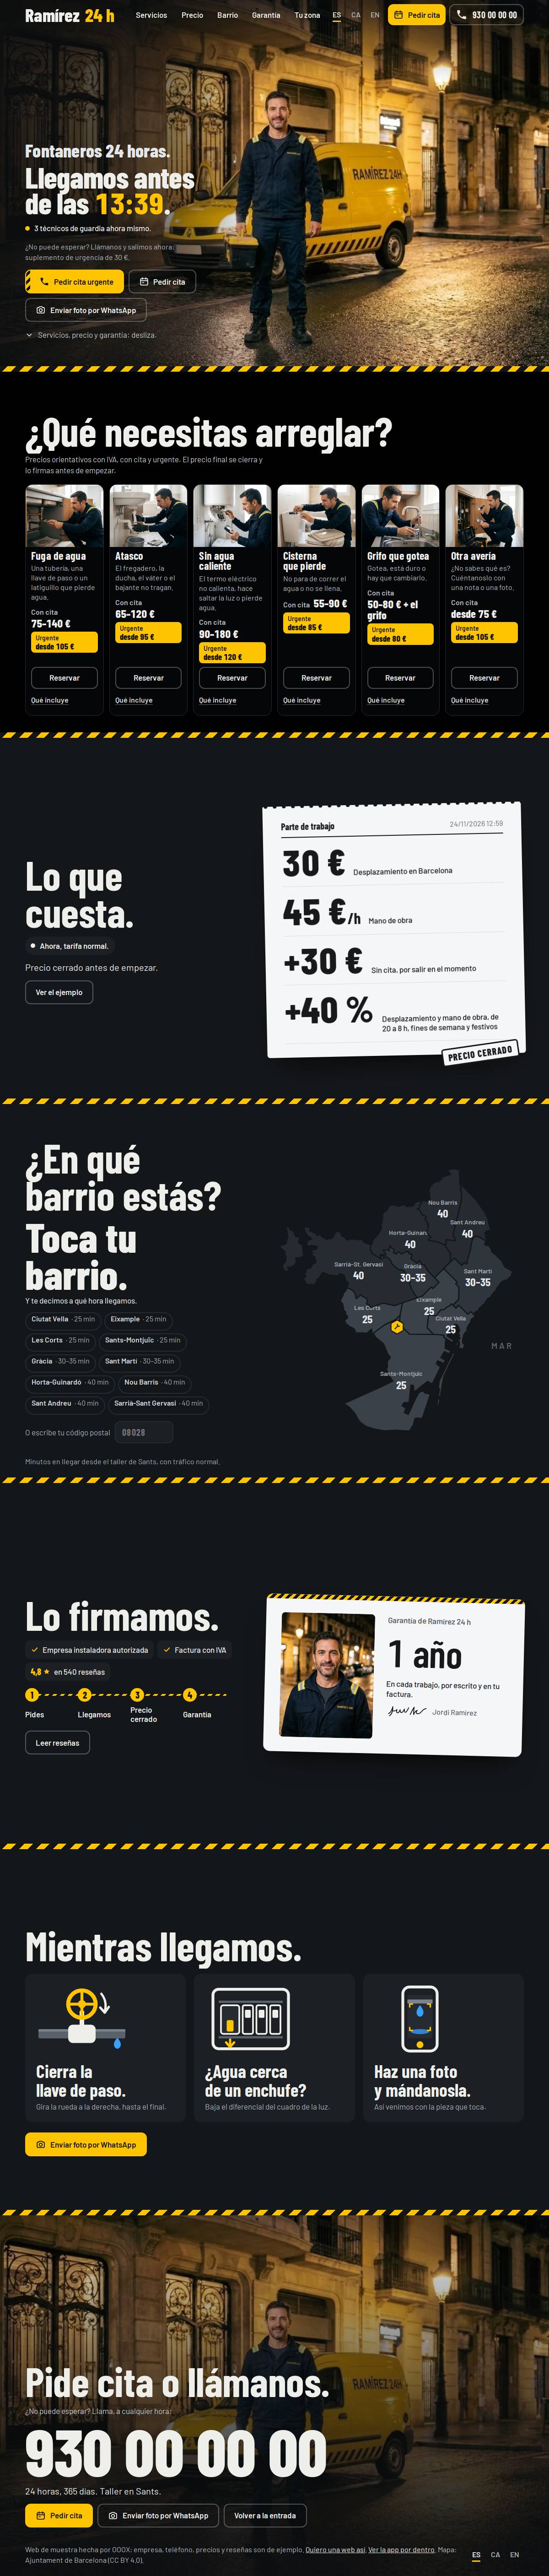 Ramírez 24 h
Servicios
Precio
Barrio
Garantía
Tu zona
ES
CA
EN
Pedir cita
930 00 00 00
RAMÍREZ 24H
Fontaneros 24 horas.
Llegamos antes
de las 13:39.
3 técnicos de guardia ahora mismo.
¿No puede esperar? Llámanos y salimos ahora:
suplemento de urgencia de 30 €.
Pedir cita urgente
Pedir cita
Enviar foto por WhatsApp
Servicios, precio y garantía: desliza.
¿Qué necesitas arreglar?
Precios orientativos con IVA, con cita y urgente. El precio final se cierra y
lo firmas antes de empezar.
Fuga de agua
Una tubería, una
llave de paso o un
latiguillo que pierde
agua.
Con cita
75-140 €
Urgente
desde 105 €
Reservar
Qué incluye
Atasco
El fregadero, la
ducha, el váter o el
bajante no tragan.
Con cita
65-120 €
Urgente
desde 95 €
Reservar
Qué incluye
Sin agua
caliente
El termo eléctrico
no calienta, hace
saltar la luz o pierde
agua.
Con cita
90-180 €
Urgente
desde 120 €
Reservar
Qué incluye
Cisterna
que pierde
No para de correr el
agua o no se llena.
Con cita 55-90 €
Urgente
desde 85 €
Reservar
Qué incluye
Grifo que gotea
Gotea, está duro o
hay que cambiarlo.
Con cita
50-80 € + el
grifo
Urgente
desde 80 €
Reservar
Qué incluye
Otra avería
¿No sabes qué es?
Cuéntanoslo con
una nota o una foto.
Con cita
desde 75 €
Urgente
desde 105 €
Reservar
Qué incluye
Lo que
cuesta.
Ahora, tarifa normal.
Precio cerrado antes de empezar.
Ver el ejemplo
Parte de trabajo
24/11/2026 12:59
30 € Desplazamiento en Barcelona
45 €/h Mano de obra
+30 € Sin cita, por salir en el momento
+40 % Desplazamiento y mano de obra, de
20 a 8 h, fines de semana y festivos
PRECIO CERRADO
¿En qué
barrio estás?
Toca tu
barrio.
Y te decimos a qué hora llegamos.
Ciutat Vella · 25 min
Eixample · 25 min
Les Corts · 25 min
Sants-Montjuïc · 25 min
Gràcia · 30-35 min
Sant Martí · 30-35 min
Horta-Guinardó · 40 min
Nou Barris · 40 min
Sant Andreu · 40 min
Sarrià-Sant Gervasi · 40 min
O escribe tu código postal
08028
Minutos en llegar desde el taller de Sants, con tráfico normal.
Nou Barris
40
Sant Andreu
40
Horta-Guinard
40
Sarrià-St. Gervasi
40
Gràcia
30-35
Sant Martí
30-35
Eixample
25
Les Corts
25
Ciutat Vella
25
MAR
Sants-Montjuïc
25
Lo firmamos.
Empresa instaladora autorizada
Factura con IVA
4,8 ★ en 540 reseñas
1
2
3
4
Pides
Llegamos
Precio
cerrado
Garantía
Leer reseñas
Garantía de Ramírez 24 h
1 año
En cada trabajo, por escrito y en tu
factura.
Jordi Ramírez
Mientras llegamos.
Cierra la
llave de paso.
Gira la rueda a la derecha, hasta el final.
¿Agua cerca
de un enchufe?
Baja el diferencial del cuadro de la luz.
Haz una foto
y mándanosla.
Así venimos con la pieza que toca.
Enviar foto por WhatsApp
RAMÍREZ 24H
Pide cita o llámanos.
¿No puede esperar? Llama, a cualquier hora:
930 00 00 00
24 horas, 365 días. Taller en Sants.
Pedir cita
Enviar foto por WhatsApp
Volver a la entrada
Web de muestra hecha por OOOX: empresa, teléfono, precios y reseñas son de ejemplo. Quiero una web así. Ver la app por dentro. Mapa:
Ajuntament de Barcelona (CC BY 4.0).
ES
CA
EN